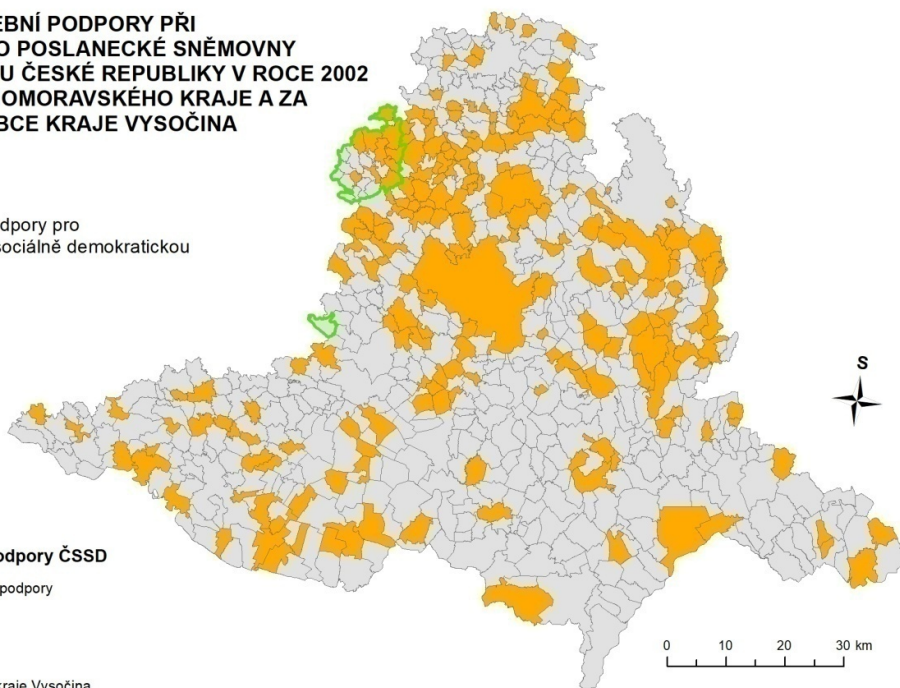 EBNÍ PODPORY PŘI
O POSLANECKÉ SNĚMOVNY
U ČESKÉ REPUBLIKY V ROCE 2002
OMORAVSKÉHO KRAJE A ZA
BCE KRAJE VYSOČINA
dpory pro
sociálně demokratickou
S
odpory ČSSD
podpory
0 10 20 30 km
kraje Vysočina